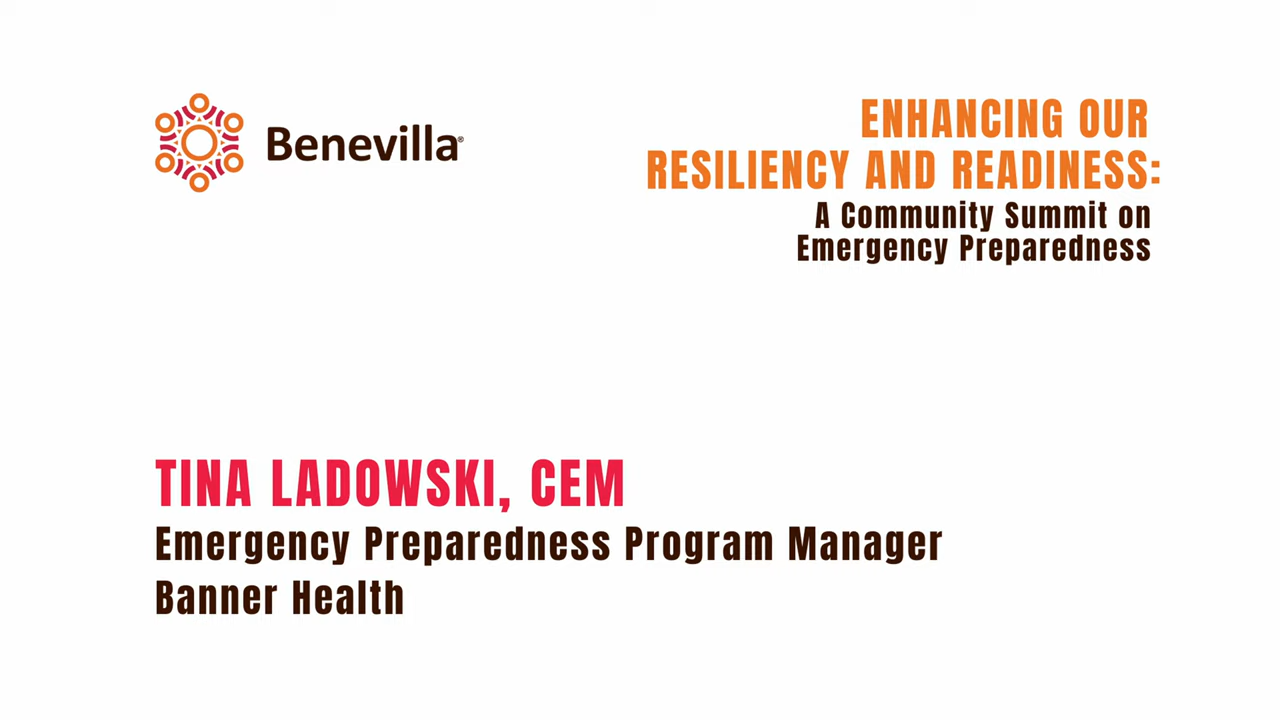 Benevilla®
ENHANCING OUR
RESILIENCY AND READINESS:
A Community Summit on
Emergency Preparedness
TINA LADOWSKI, CEM
Emergency Preparedness Program Manager
Banner Health